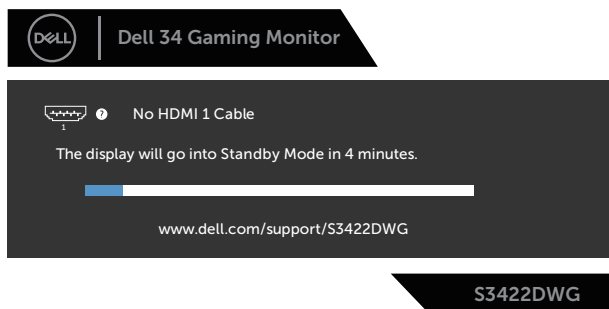 DELL
Dell 34 Gaming Monitor
1
? No HDMI 1 Cable
The display will go into Standby Mode in 4 minutes.
www.dell.com/support/S3422DWG
S3422DWG